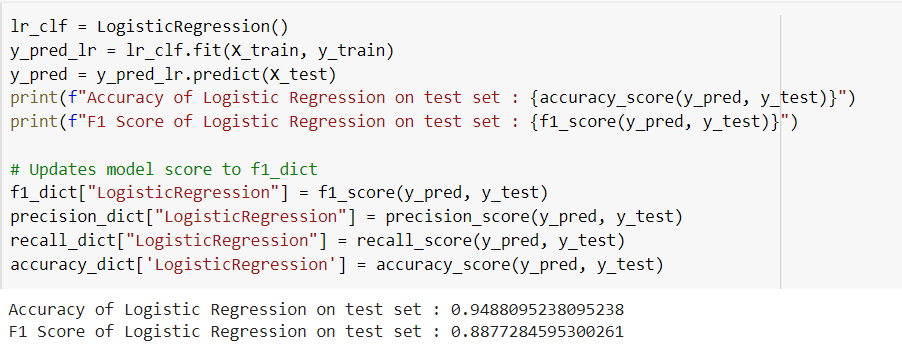 lr_clf = LogisticRegression()
y_pred_lr = lr_clf.fit(X_train, y_train)
y_pred = y_pred_lr.predict(X_test)
print(f"Accuracy of Logistic Regression on test set : {accuracy_score(y_pred, y_test)}")
print(f"F1 Score of Logistic Regression on test set : {f1_score(y_pred, y_test)}")

# Updates model score to f1_dict
f1_dict["LogisticRegression"] = f1_score(y_pred, y_test)
precision_dict["LogisticRegression"] = precision_score(y_pred, y_test)
recall_dict["LogisticRegression"] = recall_score(y_pred, y_test)
accuracy_dict['LogisticRegression'] = accuracy_score(y_pred, y_test)
Accuracy of Logistic Regression on test set : 0.9488095238095238
F1 Score of Logistic Regression on test set : 0.8877284595300261